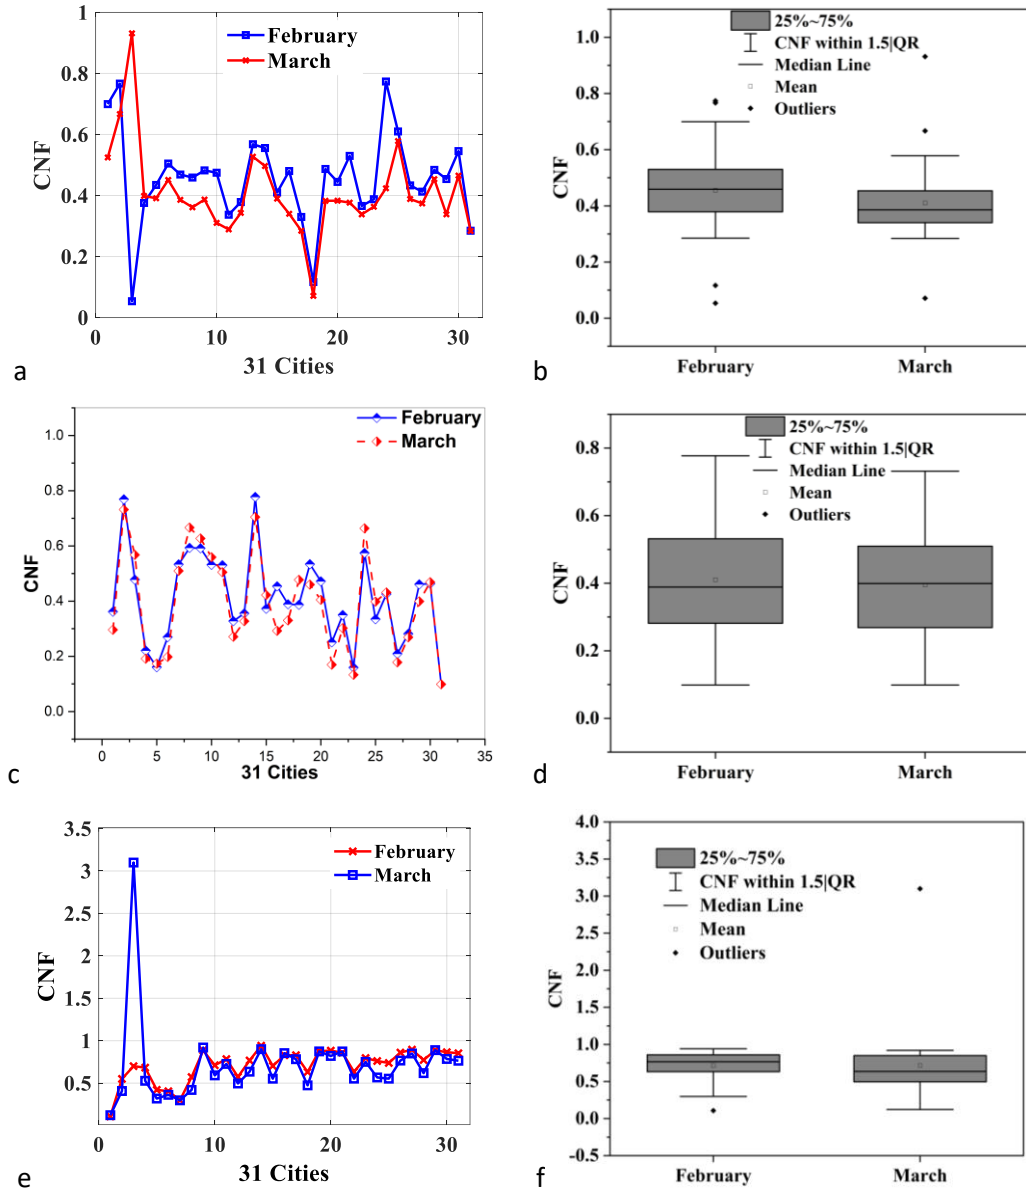 1
0.8
0.6
0.4
0.2
0
CNF
February
March
0
10
20
30
31 Cities
a
1.0
0.8
0.6
0.4
0.2
0.0
CNF
25%~75%
CNF within 1.5|QR
Median Line
Mean
Outliers
February
March
b
1.0
0.8
0.6
0.4
0.2
0.0
CNF
February
March
0
5
10
15
20
25
30
35
31 Cities
c
0.8
0.6
0.4
0.2
0.0
CNF
25%~75%
CNF within 1.5|QR
Median Line
Mean
Outliers
February
March
d
3.5
3
2.5
2
1.5
1
0.5
CNF
February
March
0
10
20
30
31 Cities
e
4.0
3.5
3.0
2.5
2.0
1.5
1.0
0.5
0.0
-0.5
CNF
25%~75%
CNF within 1.5|QR
Median Line
Mean
Outliers
February
March
f